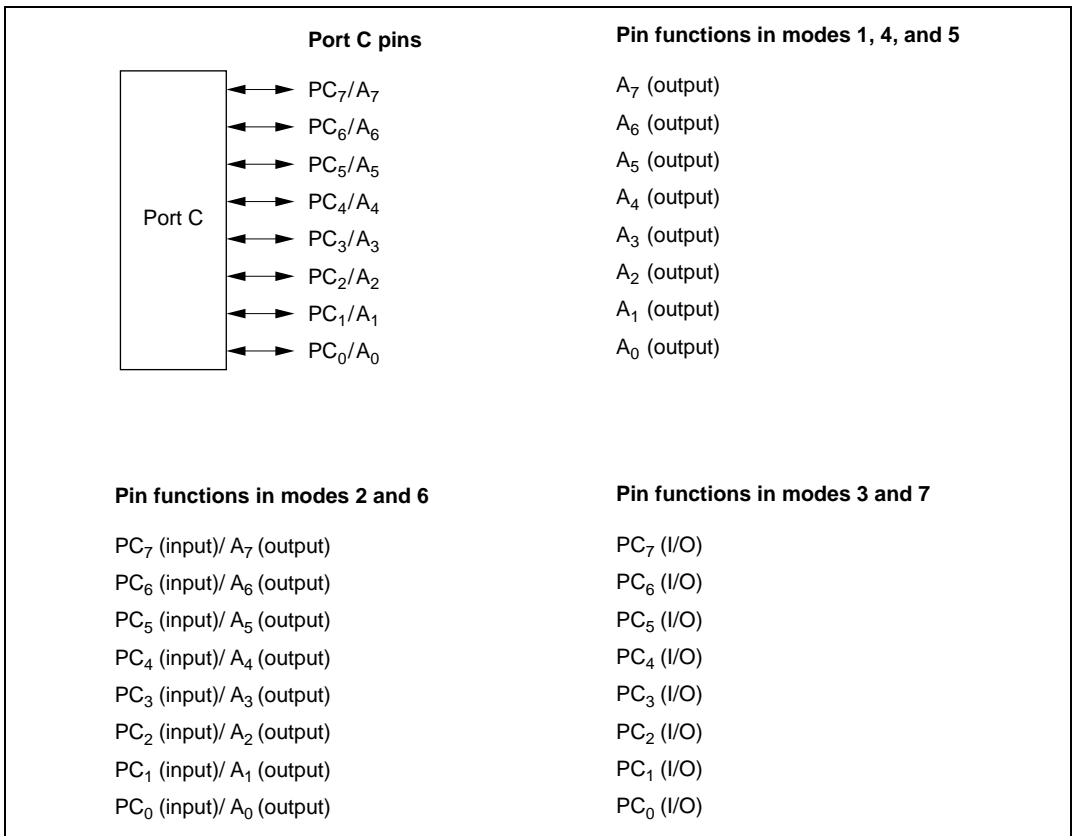 Port C pins
Port C
PC7/A7
PC6/A6
PC5/A5
PC4/A4
PC3/A3
PC2/A2
PC1/A1
PC0/A0
Pin functions in modes 1, 4, and 5
A7 (output)
A6 (output)
A5 (output)
A4 (output)
A3 (output)
A2 (output)
A1 (output)
A0 (output)
Pin functions in modes 2 and 6
PC7 (input)/ A7 (output)
PC6 (input)/ A6 (output)
PC5 (input)/ A5 (output)
PC4 (input)/ A4 (output)
PC3 (input)/ A3 (output)
PC2 (input)/ A2 (output)
PC1 (input)/ A1 (output)
PC0 (input)/ A0 (output)
Pin functions in modes 3 and 7
PC7 (I/O)
PC6 (I/O)
PC5 (I/O)
PC4 (I/O)
PC3 (I/O)
PC2 (I/O)
PC1 (I/O)
PC0 (I/O)